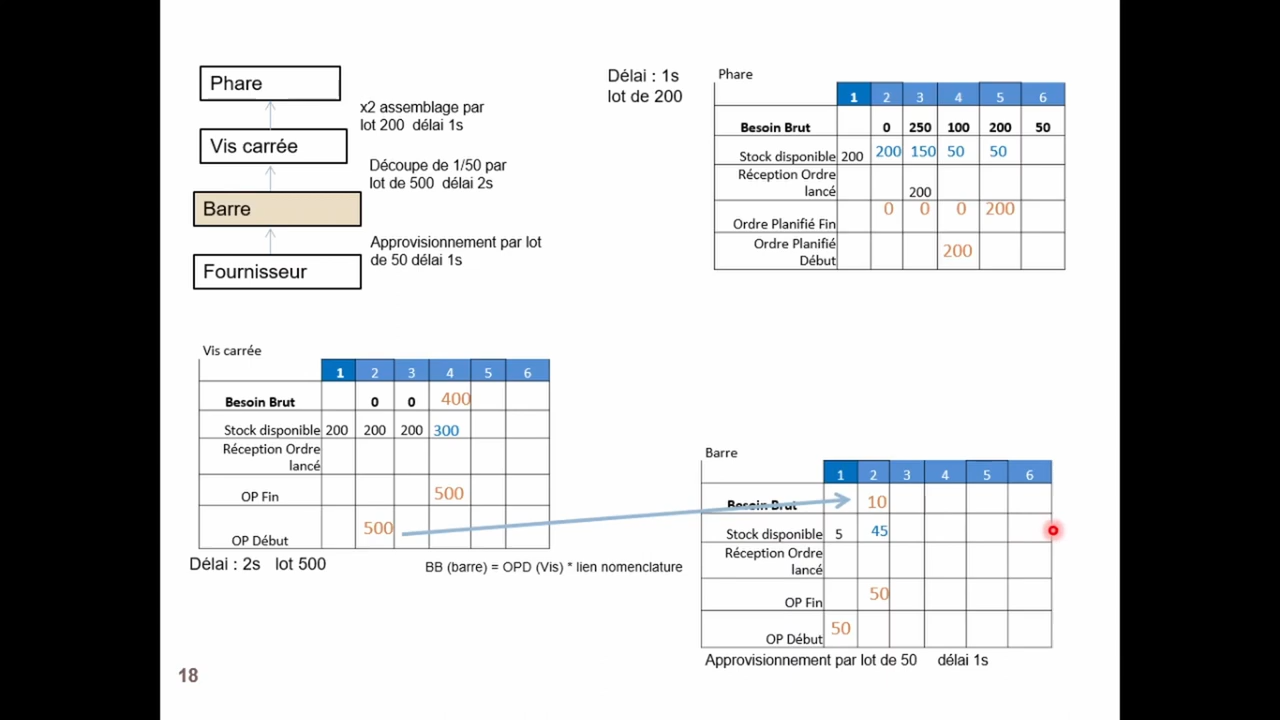 Phare
x2 assemblage par
lot 200 délai 1s
Vis carrée
Découpe de 1/50 par
lot de 500 délai 2s
Barre
Approvisionnement par lot
de 50 délai 1s
Fournisseur
Délai : 1s
lot de 200
Phare
1 2 3 4 5 6
Besoin Brut 0 250 100 200 50
Stock disponible 200 200 150 50 50
Réception Ordre
lancé 200
Ordre Planifié Fin 0 0 0 200
Ordre Planifié
Début 200
Vis carrée
1 2 3 4 5 6
Besoin Brut 0 0 400
Stock disponible 200 200 200 300
Réception Ordre
lancé
OP Fin 500
OP Début 500
Délai : 2s lot 500
BB (barre) = OPD (Vis) * lien nomenclature
Barre
1 2 3 4 5 6
Besoin Brut 10
Stock disponible 5 45
Réception Ordre
lancé
OP Fin 50
OP Début 50
Approvisionnement par lot de 50 délai 1s
18